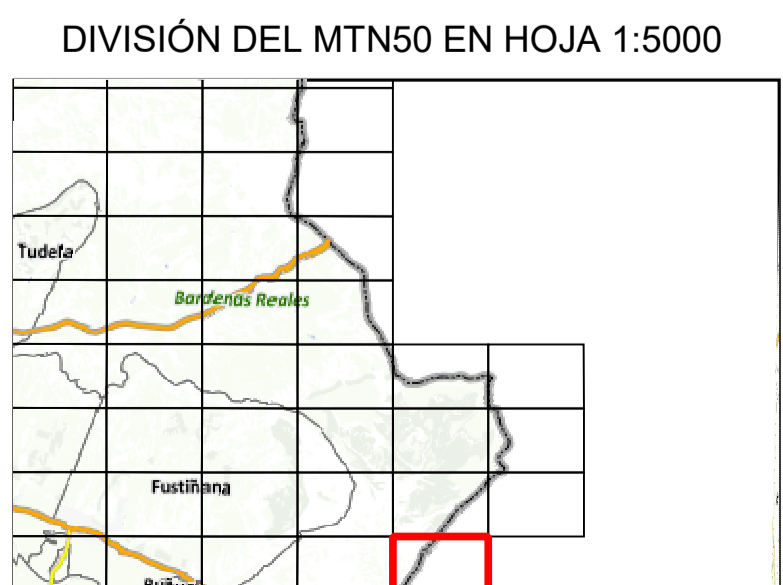 DIVISIÓN DEL MTN50 EN HOJA 1:5000
Tudela
Bardenas Reales
Fustiñana